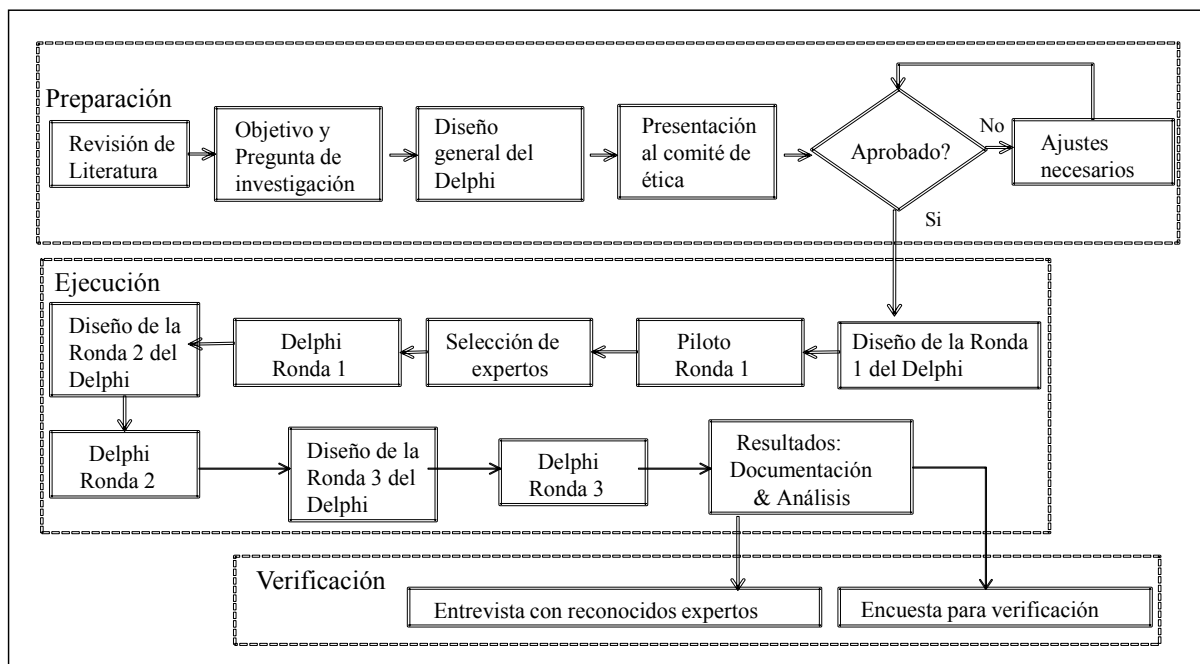 Preparación
Revisión de
Literatura
Objetivo y
Pregunta de
investigación
Diseño
general del
Delphi
Presentación
al comité de
ética
Aprobado?
No
Ajustes
necesarios
Si
Ejecución
Diseño de la Ronda
1 del Delphi
Piloto
Ronda 1
Selección de
expertos
Delphi
Ronda 1
Diseño de la
Ronda 2 del
Delphi
Delphi
Ronda 2
Diseño de la
Ronda 3 del
Delphi
Delphi
Ronda 3
Resultados:
Documentación
& Análisis
Verificación
Entrevista con reconocidos expertos
Encuesta para verificación